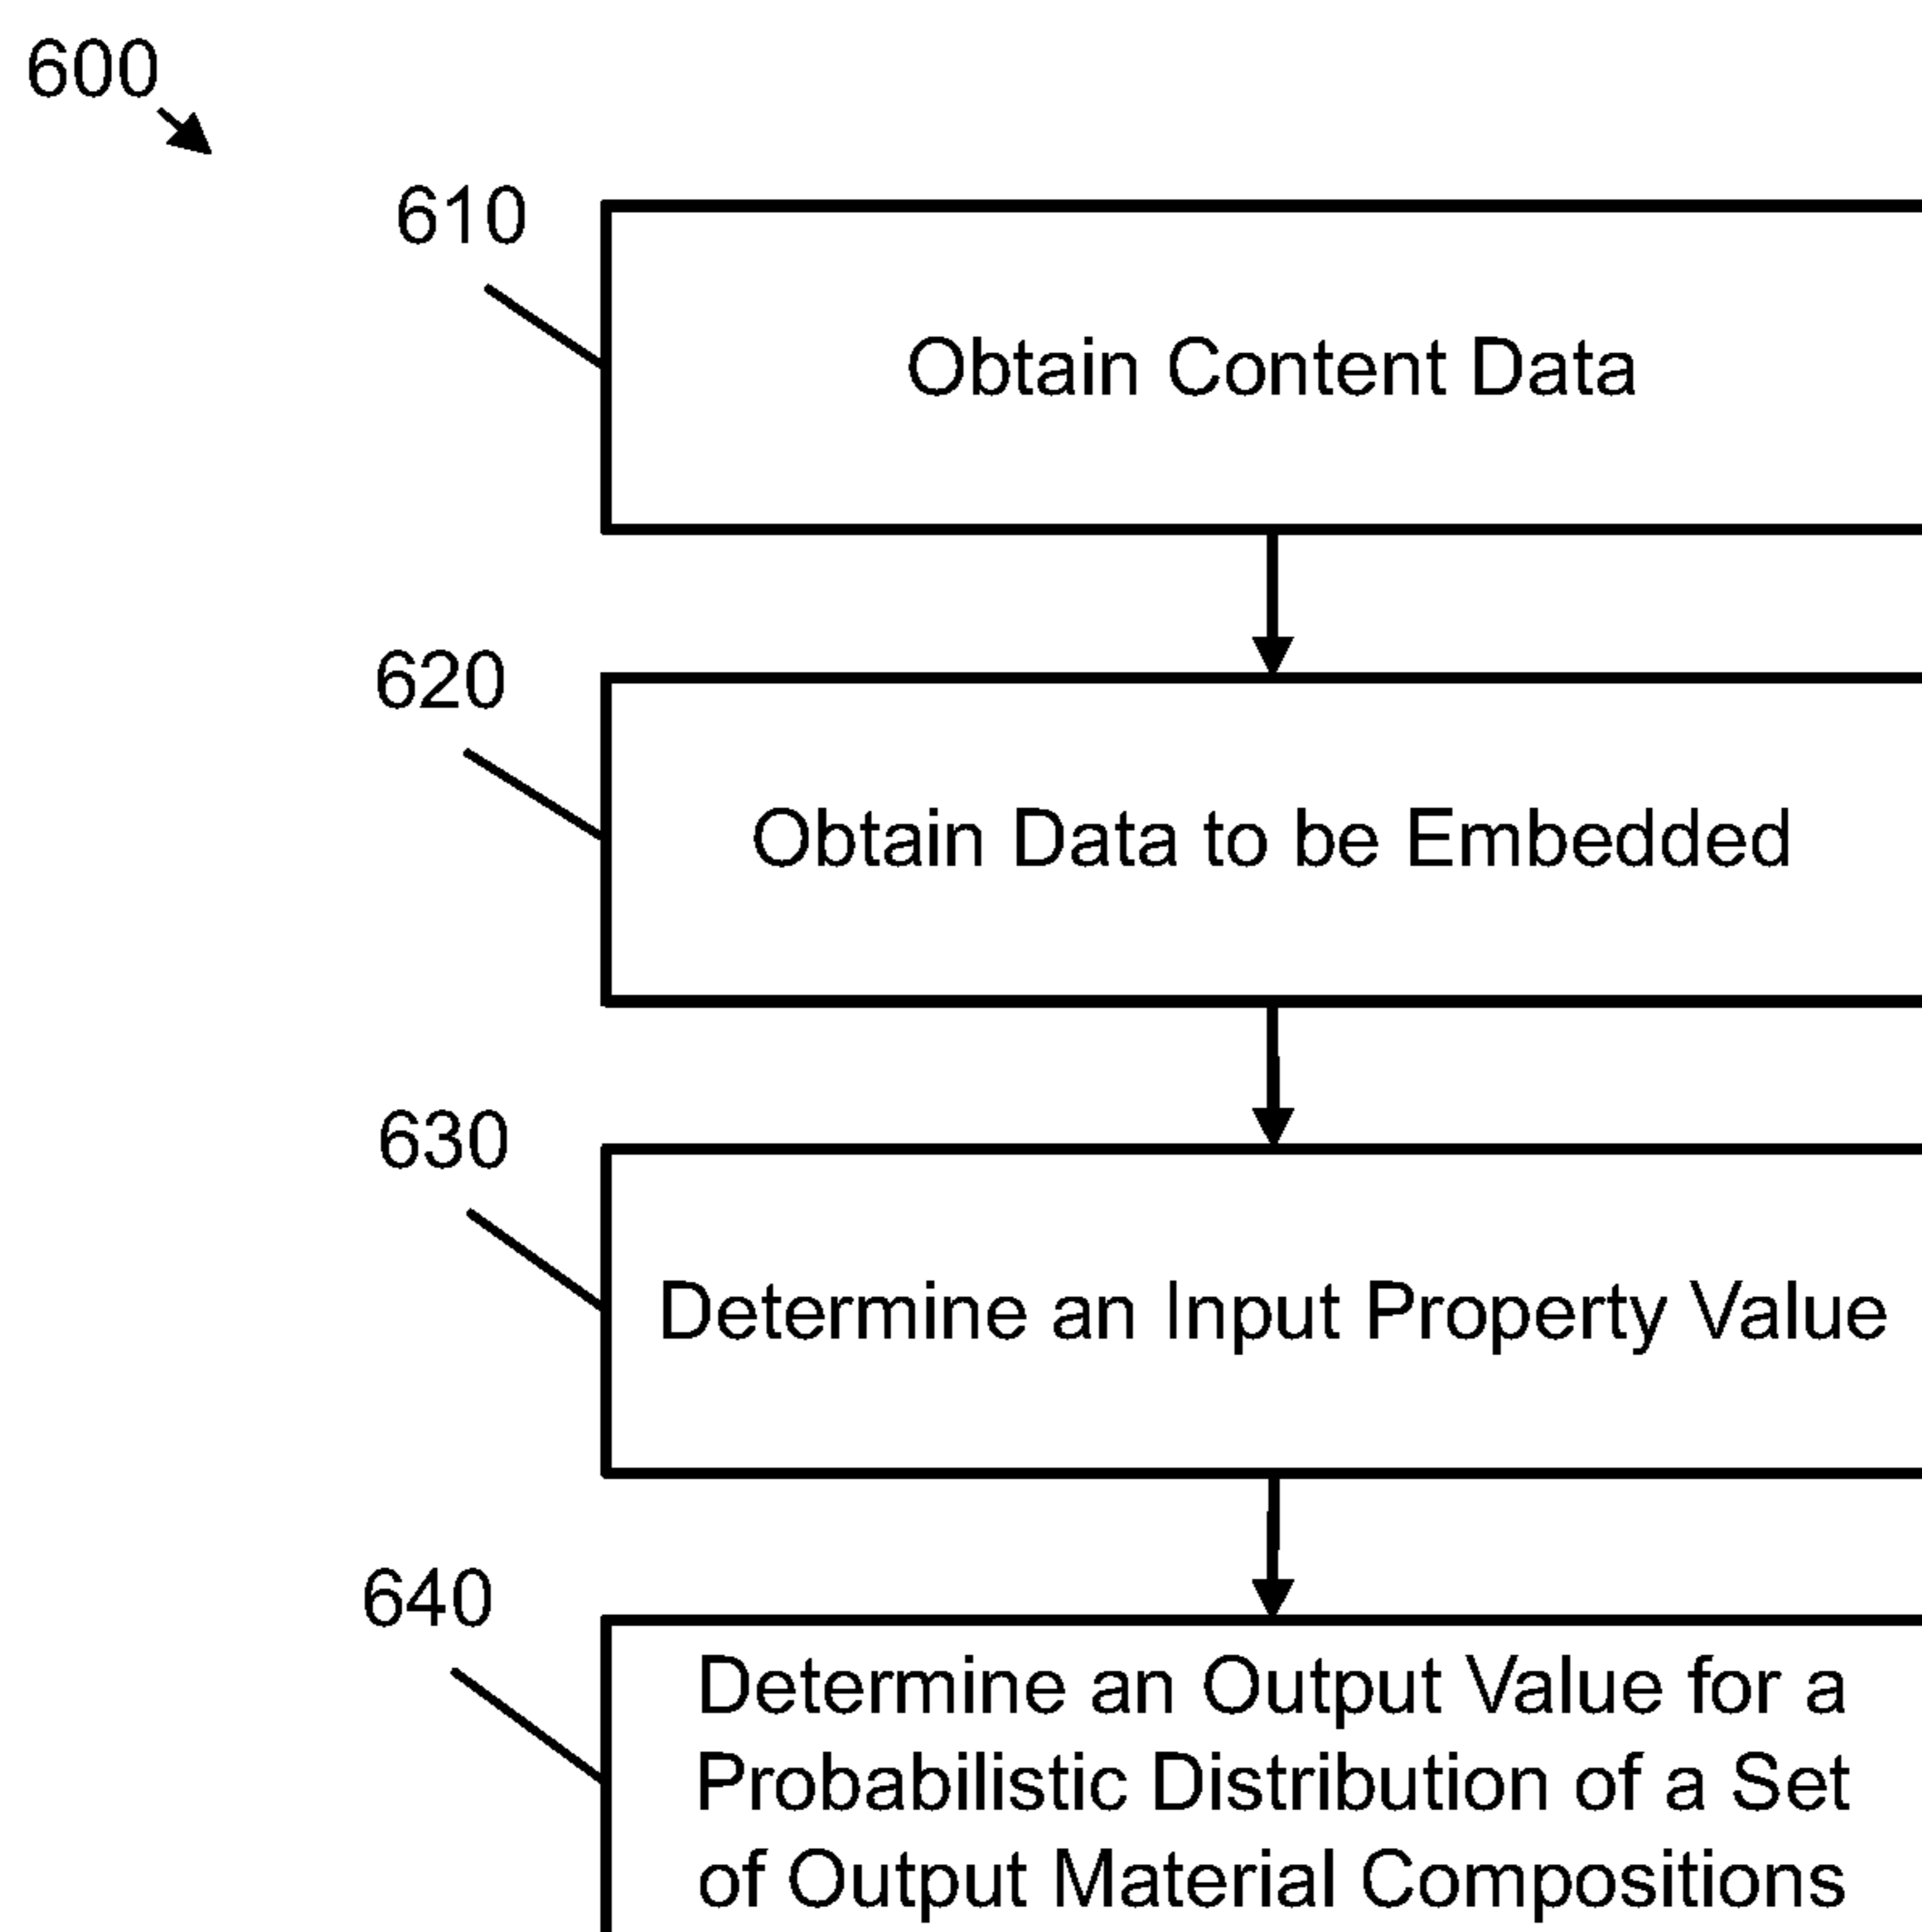 600
610
Obtain Content Data
620
Obtain Data to be Embedded
630
Determine an Input Property Value
640
Determine an Output Value for a
Probabilistic Distribution of a Set
of Output Material Compositions